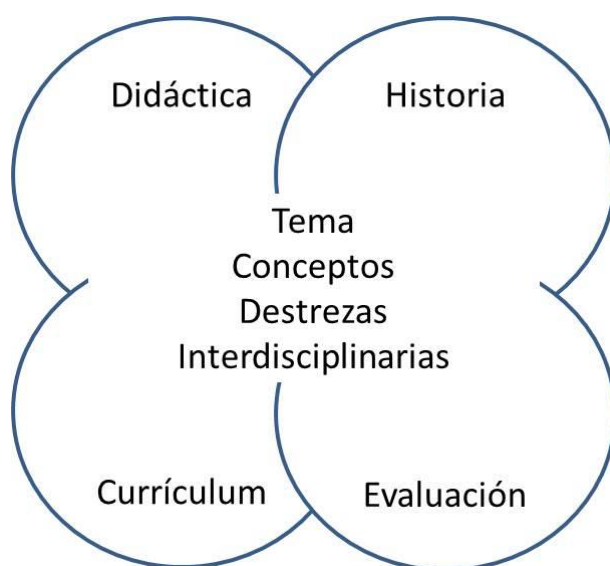 Didáctica
Historia
Tema
Conceptos
Destrezas
Interdisciplinarias
Currículum
Evaluación